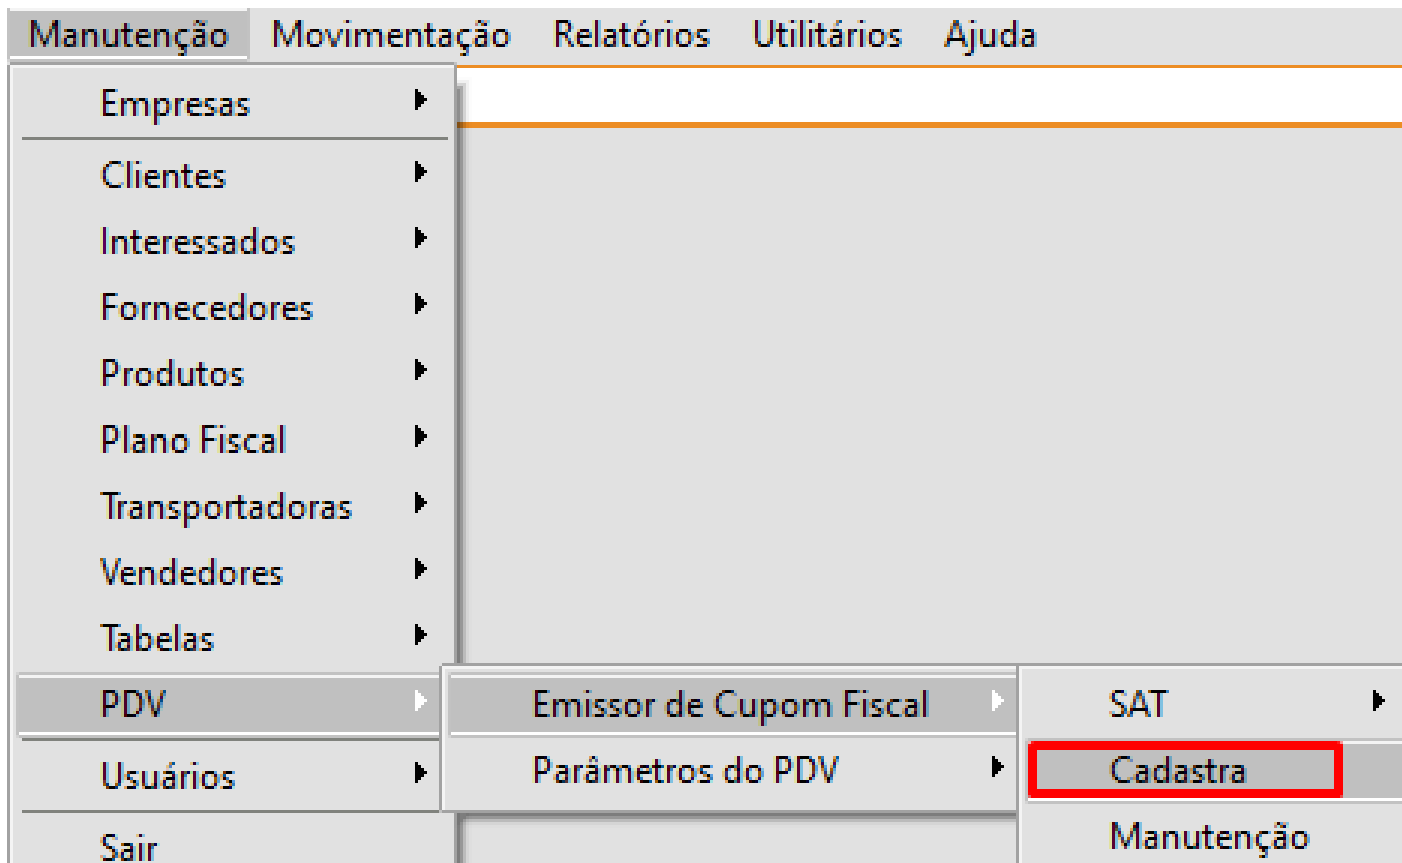 Manutenção Movimentação Relatórios Utilitários Ajuda
Empresas
Clientes
Interessados
Fornecedores
Produtos
Plano Fiscal
Transportadoras
Vendedores
Tabelas
PDV
Usuários
Sair
Emissor de Cupom Fiscal
Parâmetros do PDV
SAT
Cadastra
Manutenção